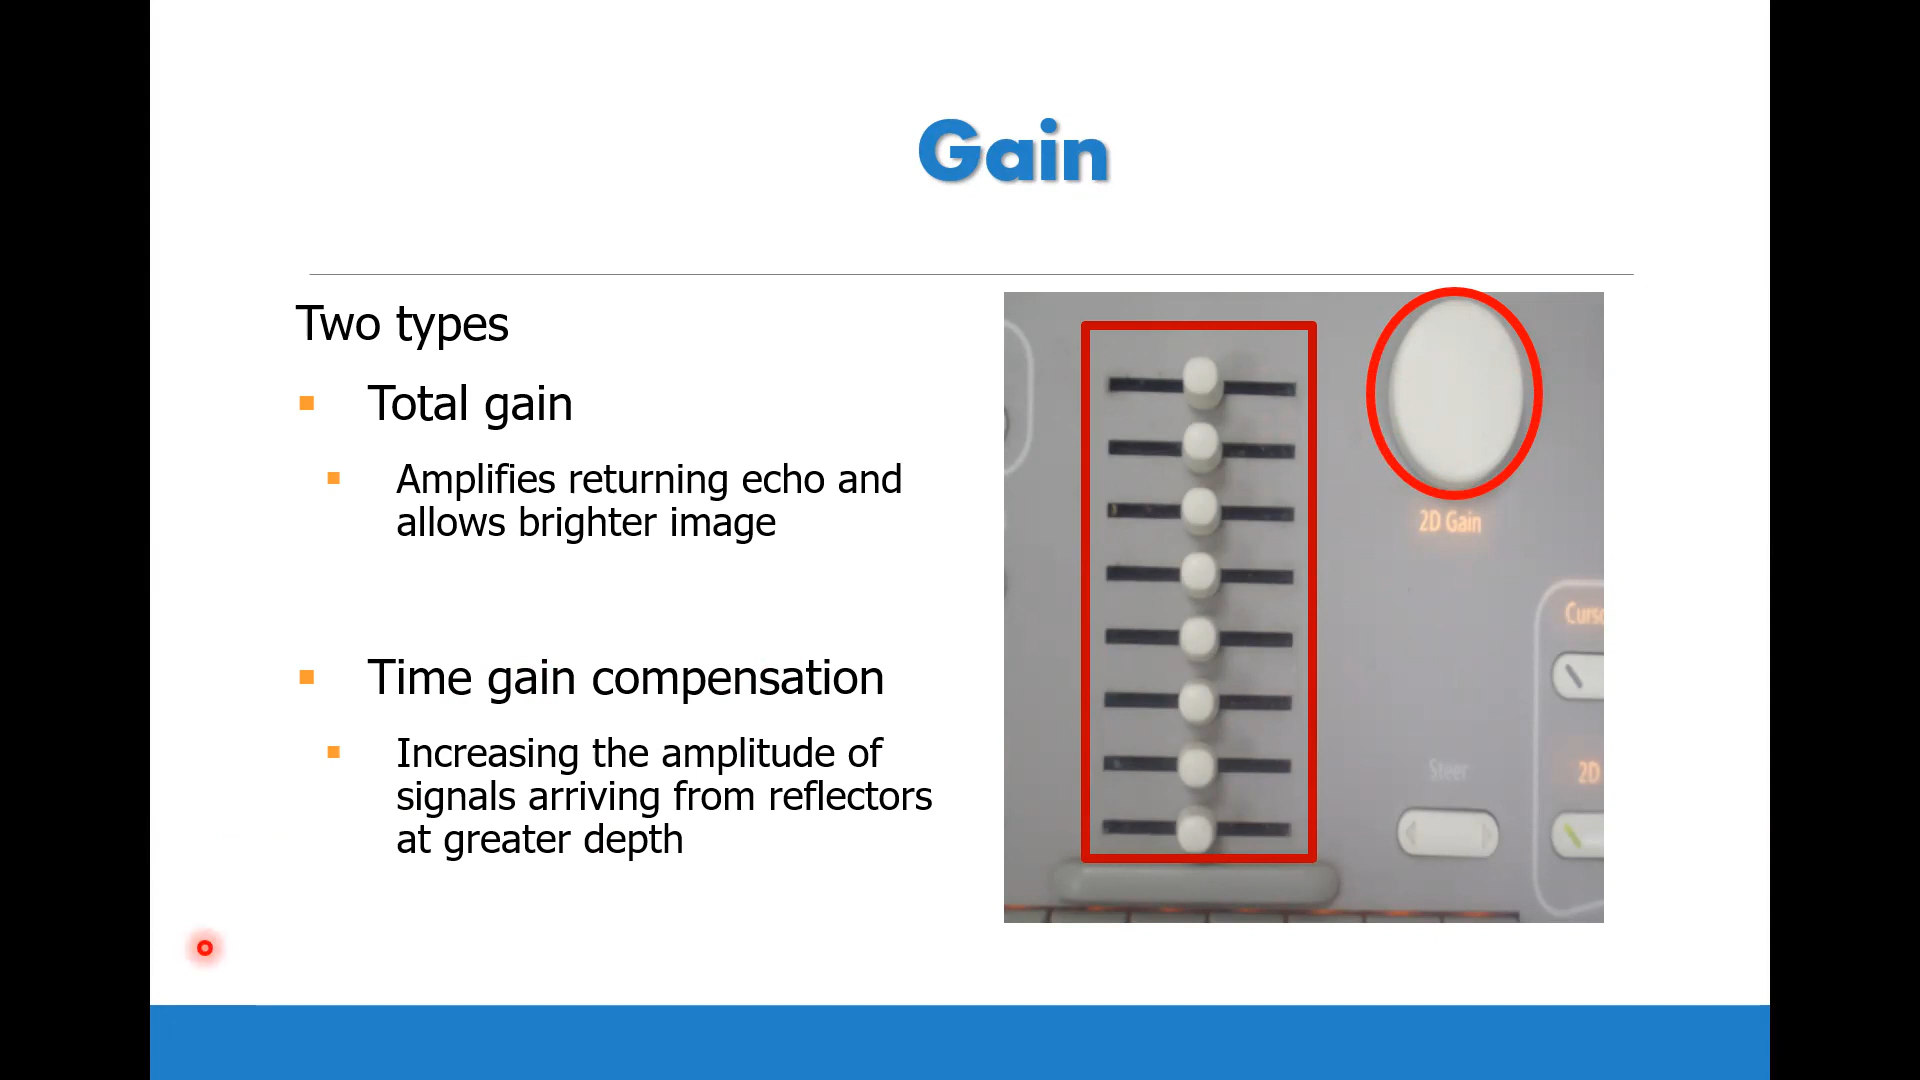 Gain
Two types
Total gain
Amplifies returning echo and
allows brighter image
Time gain compensation
Increasing the amplitude of
signals arriving from reflectors
at greater depth
2D Gain
Steer
2D